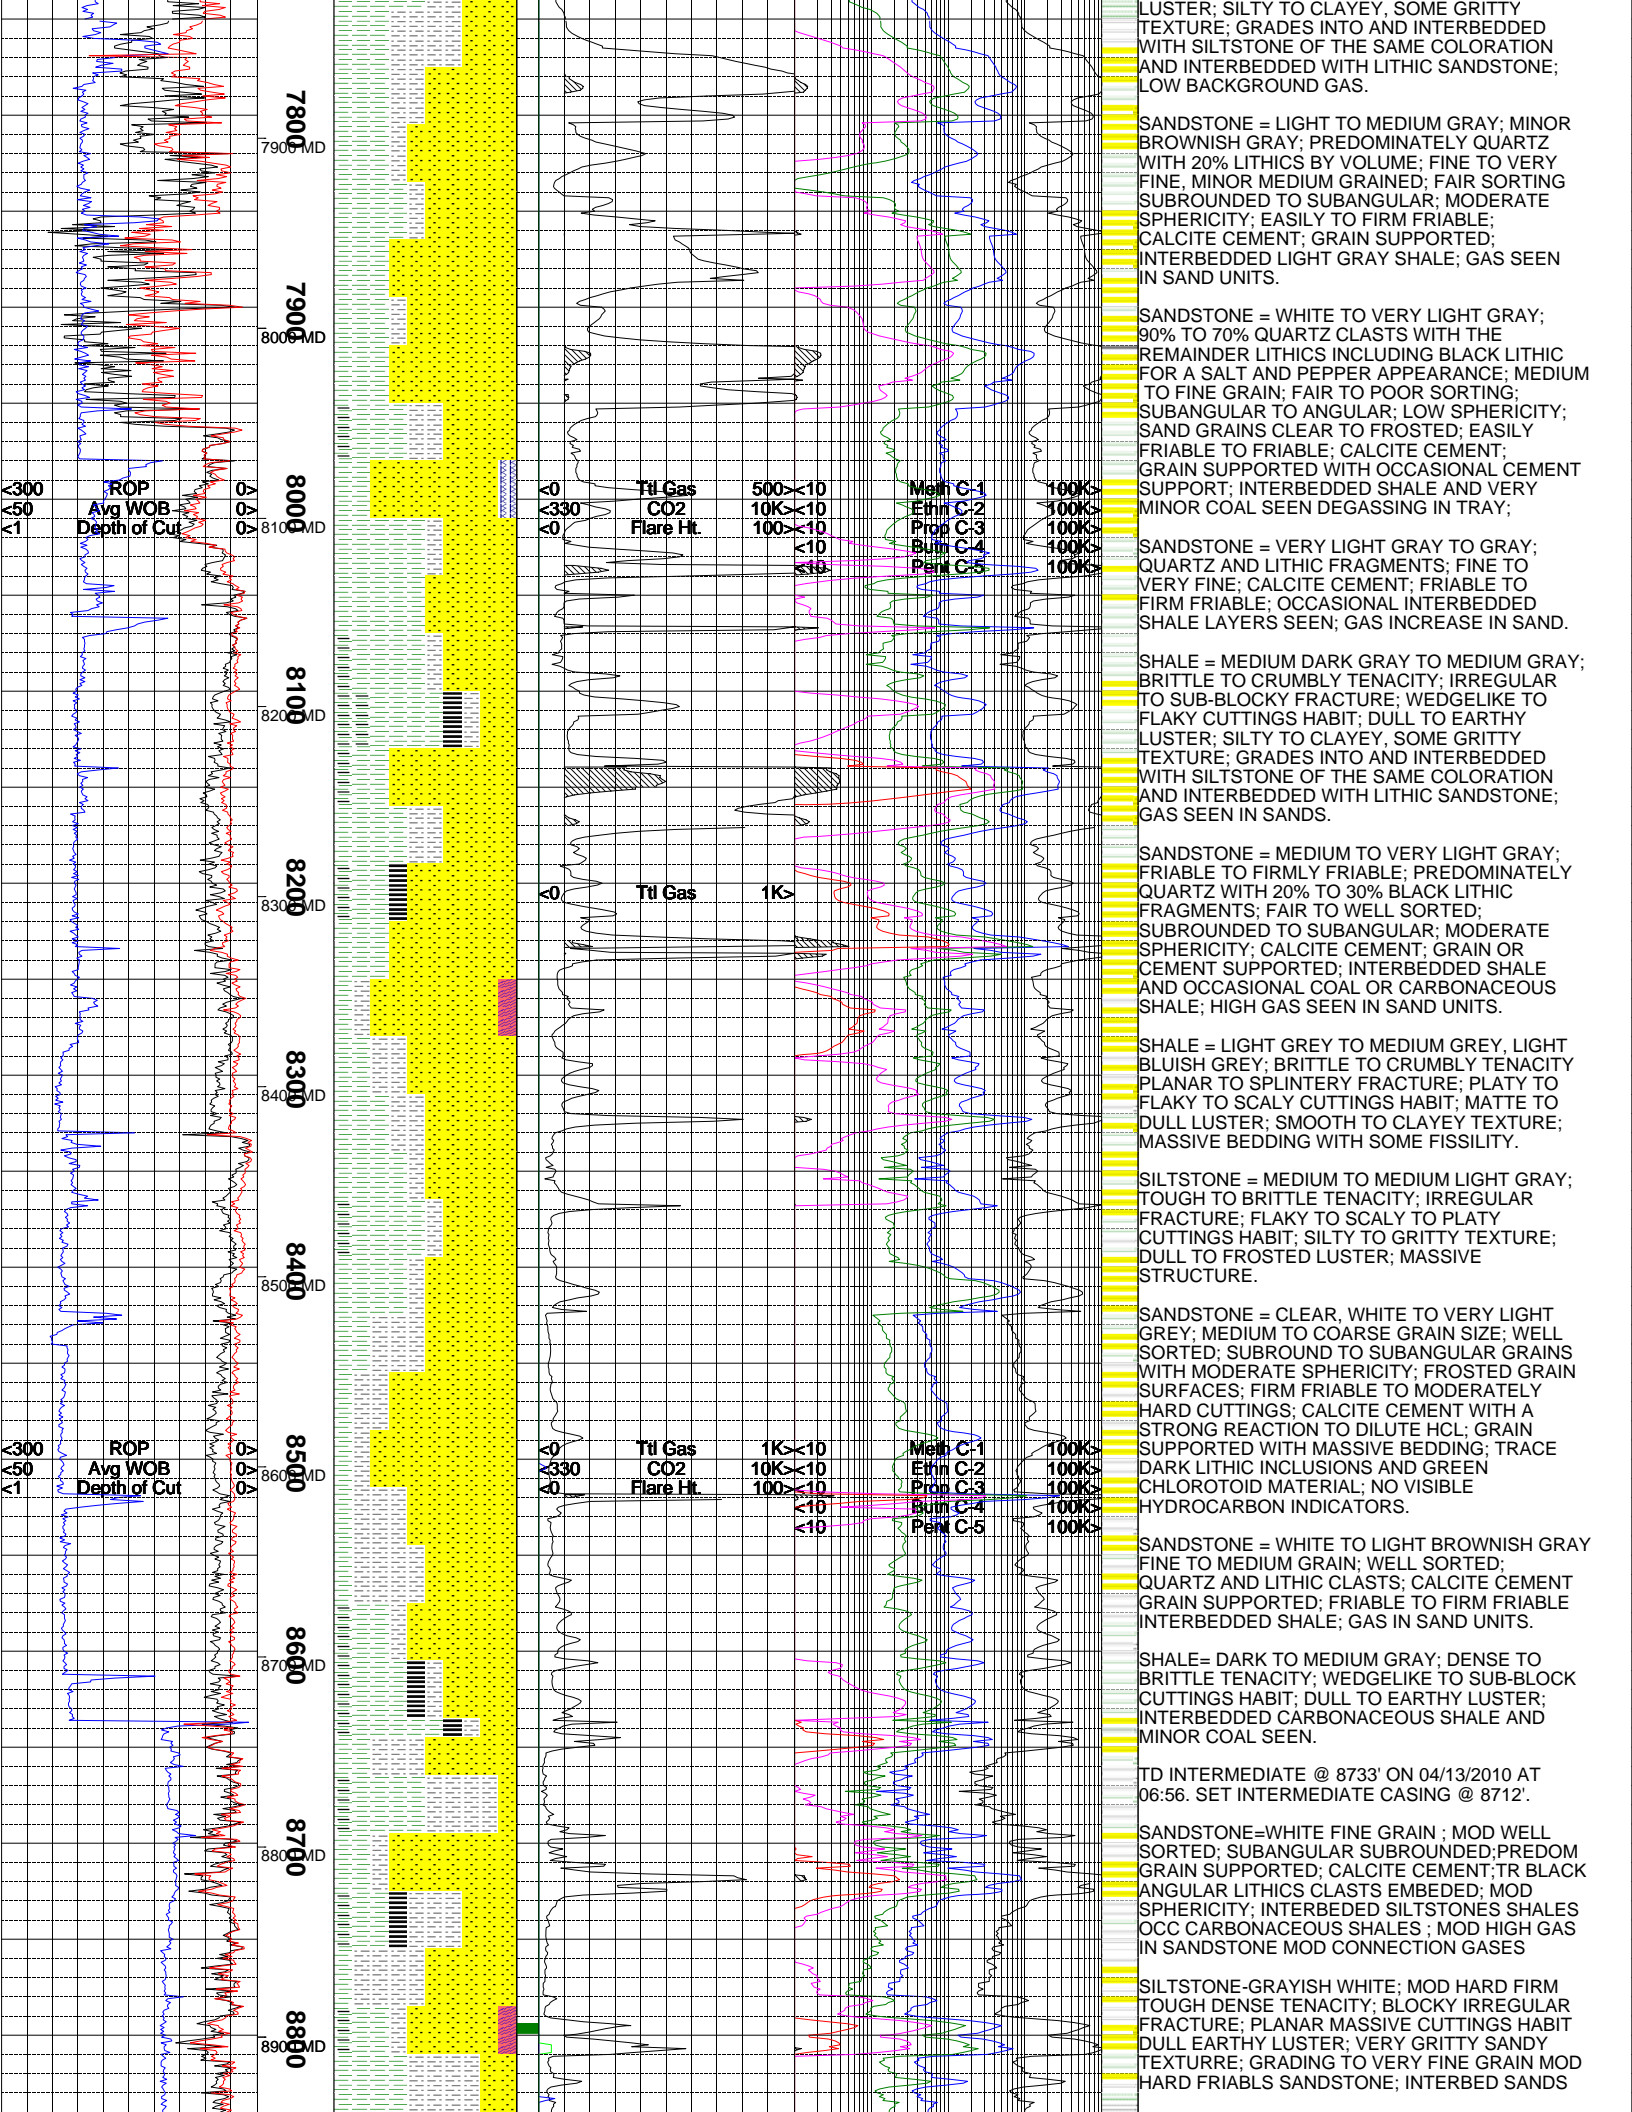 LUSTER; SILTY TO CLAYEY, SOME GRITTY
TEXTURE; GRADES INTO AND INTERBEDDED
WITH SILTSTONE OF THE SAME COLORATION
AND INTERBEDDED WITH LITHIC SANDSTONE;
LOW BACKGROUND GAS.
SANDSTONE = LIGHT TO MEDIUM GRAY; MINOR
BROWNISH GRAY; PREDOMINATELY QUARTZ
WITH 20% LITHICS BY VOLUME; FINE TO VERY
FINE, MINOR MEDIUM GRAINED; FAIR SORTING
SUBROUNDED TO SUBANGULAR; MODERATE
SPHERICITY; EASILY TO FIRM FRIABLE;
CALCITE CEMENT; GRAIN SUPPORTED;
INTERBEDDED LIGHT GRAY SHALE; GAS SEEN
IN SAND UNITS.
SANDSTONE = WHITE TO VERY LIGHT GRAY;
90% TO 70% QUARTZ CLASTS WITH THE
REMAINDER LITHICS INCLUDING BLACK LITHIC
FOR A SALT AND PEPPER APPEARANCE; MEDIUM
TO FINE GRAIN; FAIR TO POOR SORTING;
SUBANGULAR TO ANGULAR; LOW SPHERICITY;
SAND GRAINS CLEAR TO FROSTED; EASILY
FRIABLE TO FRIABLE; CALCITE CEMENT;
GRAIN SUPPORTED WITH OCCASIONAL CEMENT
SUPPORT; INTERBEDDED SHALE AND VERY
MINOR COAL SEEN DEGASSING IN TRAY;
SANDSTONE = VERY LIGHT GRAY TO GRAY;
QUARTZ AND LITHIC FRAGMENTS; FINE TO
VERY FINE; CALCITE CEMENT; FRIABLE TO
FIRM FRIABLE; OCCASIONAL INTERBEDDED
SHALE LAYERS SEEN; GAS INCREASE IN SAND.
SHALE = MEDIUM DARK GRAY TO MEDIUM GRAY;
BRITTLE TO CRUMBLY TENACITY; IRREGULAR
TO SUB-BLOCKY FRACTURE; WEDGELIKE TO
FLAKY CUTTINGS HABIT; DULL TO EARTHY
LUSTER; SILTY TO CLAYEY, SOME GRITTY
TEXTURE; GRADES INTO AND INTERBEDDED
WITH SILTSTONE OF THE SAME COLORATION
AND INTERBEDDED WITH LITHIC SANDSTONE;
GAS SEEN IN SANDS.
SANDSTONE = MEDIUM TO VERY LIGHT GRAY;
FRIABLE TO FIRMLY FRIABLE; PREDOMINATELY
QUARTZ WITH 20% TO 30% BLACK LITHIC
FRAGMENTS; FAIR TO WELL SORTED;
SUBROUNDED TO SUBANGULAR; MODERATE
SPHERICITY; CALCITE CEMENT; GRAIN OR
CEMENT SUPPORTED; INTERBEDDED SHALE
AND OCCASIONAL COAL OR CARBONACEOUS
SHALE; HIGH GAS SEEN IN SAND UNITS.
SHALE = LIGHT GREY TO MEDIUM GREY, LIGHT
BLUISH GREY; BRITTLE TO CRUMBLY TENACITY
PLANAR TO SPLINTERY FRACTURE; PLATY TO
FLAKY TO SCALY CUTTINGS HABIT; MATTE TO
DULL LUSTER; SMOOTH TO CLAYEY TEXTURE;
MASSIVE BEDDING WITH SOME FISSILITY.
SILTSTONE = MEDIUM TO MEDIUM LIGHT GRAY;
TOUGH TO BRITTLE TENACITY; IRREGULAR
FRACTURE; FLAKY TO SCALY TO PLATY
CUTTINGS HABIT; SILTY TO GRITTY TEXTURE;
DULL TO FROSTED LUSTER; MASSIVE
STRUCTURE.
SANDSTONE = CLEAR, WHITE TO VERY LIGHT
GREY; MEDIUM TO COARSE GRAIN SIZE; WELL
SORTED; SUBROUND TO SUBANGULAR GRAINS
WITH MODERATE SPHERICITY; FROSTED GRAIN
SURFACES; FIRM FRIABLE TO MODERATELY
HARD CUTTINGS; CALCITE CEMENT WITH A
STRONG REACTION TO DILUTE HCL; GRAIN
SUPPORTED WITH MASSIVE BEDDING; TRACE
DARK LITHIC INCLUSIONS AND GREEN
CHLOROTOID MATERIAL; NO VISIBLE
HYDROCARBON INDICATORS.
SANDSTONE = WHITE TO LIGHT BROWNISH GRAY
FINE TO MEDIUM GRAIN; WELL SORTED;
QUARTZ AND LITHIC CLASTS; CALCITE CEMENT
GRAIN SUPPORTED; FRIABLE TO FIRM FRIABLE
INTERBEDDED SHALE; GAS IN SAND UNITS.
SHALE= DARK TO MEDIUM GRAY; DENSE TO
BRITTLE TENACITY; WEDGELIKE TO SUB-BLOCK
CUTTINGS HABIT; DULL TO EARTHY LUSTER;
INTERBEDDED CARBONACEOUS SHALE AND
MINOR COAL SEEN.
TD INTERMEDIATE @ 8733' ON 04/13/2010 AT
06:56. SET INTERMEDIATE CASING @ 8712'.
SANDSTONE=WHITE FINE GRAIN ; MOD WELL
SORTED; SUBANGULAR SUBROUNDED;PREDOM
GRAIN SUPPORTED; CALCITE CEMENT;TR BLACK
ANGULAR LITHICS CLASTS EMBEDED; MOD
SPHERICITY; INTERBEDED SILTSTONES SHALES
OCC CARBONACEOUS SHALES ; MOD HIGH GAS
IN SANDSTONE MOD CONNECTION GASES
SILTSTONE-GRAYISH WHITE; MOD HARD FIRM
TOUGH DENSE TENACITY; BLOCKY IRREGULAR
FRACTURE; PLANAR MASSIVE CUTTINGS HABIT
DULL EARTHY LUSTER; VERY GRITTY SANDY
TEXTURRE; GRADING TO VERY FINE GRAIN MOD
HARD FRIABLS SANDSTONE; INTERBED SANDS
7800
7900 MD
7900
8000 MD
8000
8100 MD
8100
8200 MD
8200
8300 MD
8300
8400 MD
8400
8500 MD
8500
8600 MD
8600
8700 MD
8700
8800 MD
8800
8900 MD
<300 ROP 0>
<50 Avg WOB 0>
<1 Depth of Cut 0>
<0 Ttl Gas 500>
<330 CO2 10K>
<0 Flare Ht. 100>
<10 Meth C-1 100K>
<10 Ethn C-2 100K>
<10 Prop C-3 100K>
<10 Butn C-4 100K>
<10 Pent C-5 100K>
<0 Ttl Gas 1K>
<300 ROP 0>
<50 Avg WOB 0>
<1 Depth of Cut 0>
<0 Ttl Gas 1K>
<330 CO2 10K>
<0 Flare Ht. 100>
<10 Meth C-1 100K>
<10 Ethn C-2 100K>
<10 Prop C-3 100K>
<10 Butn C-4 100K>
<10 Pent C-5 100K>